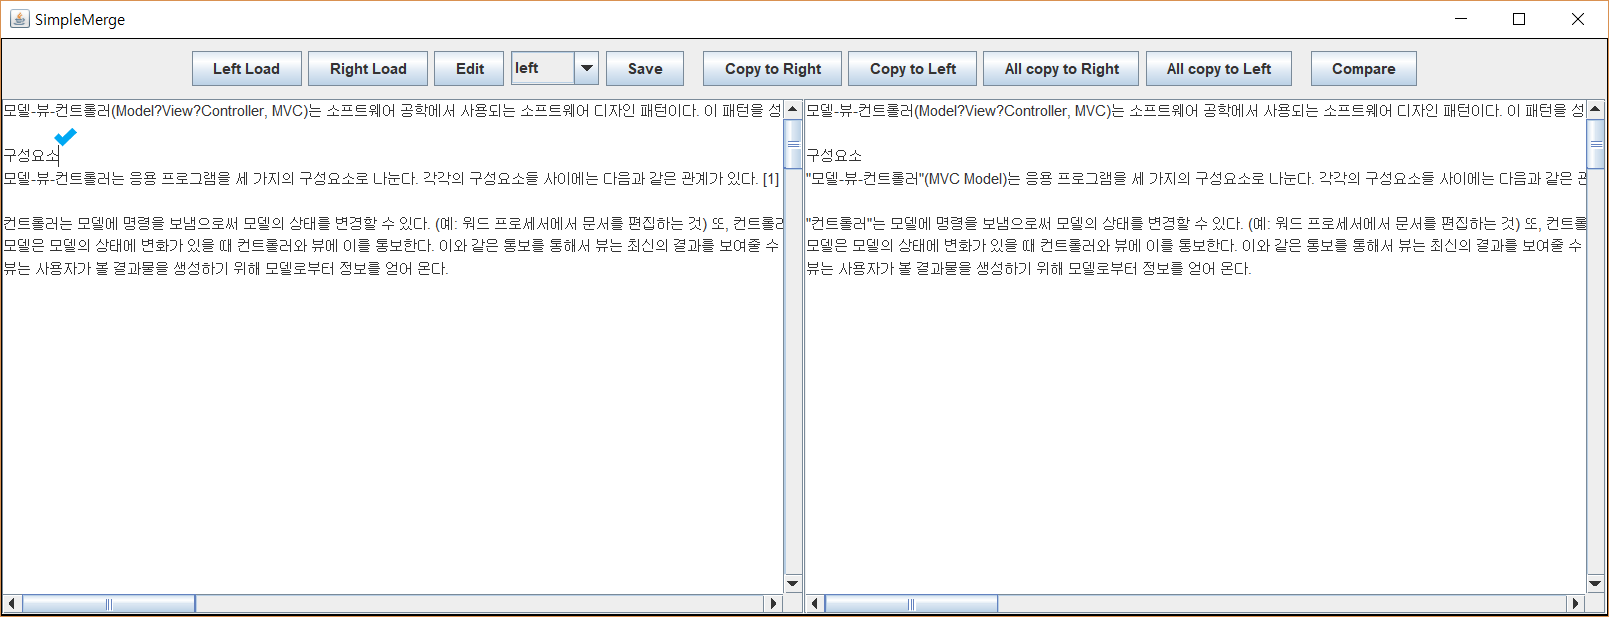 SimpleMerge
Left Load Right Load Edit left Save Copy to Right Copy to Left All copy to Right All copy to Left Compare
모델-뷰-컨트롤러(Model?View?Controller, MVC)는 소프트웨어 공학에서 사용되는 소프트웨어 디자인 패턴이다. 이 패턴을 성
구성요소
모델-뷰-컨트롤러는 응용 프로그램을 세 가지의 구성요소로 나눈다. 각각의 구성요소들 사이에는 다음과 같은 관계가 있다. [1]
컨트롤러는 모델에 명령을 보냄으로써 모델의 상태를 변경할 수 있다. (예: 워드 프로세서에서 문서를 편집하는 것) 또, 컨트롤러
모델은 모델의 상태에 변화가 있을 때 컨트롤러와 뷰에 이를 통보한다. 이와 같은 통보를 통해서 뷰는 최신의 결과를 보여줄 수
뷰는 사용자가 볼 결과물을 생성하기 위해 모델로부터 정보를 얻어 온다.
모델-뷰-컨트롤러(Model?View?Controller, MVC)는 소프트웨어 공학에서 사용되는 소프트웨어 디자인 패턴이다. 이 패턴을 성
구성요소
"모델-뷰-컨트롤러"(MVC Model)는 응용 프로그램을 세 가지의 구성요소로 나눈다. 각각의 구성요소들 사이에는 다음과 같은
"컨트롤러"는 모델에 명령을 보냄으로써 모델의 상태를 변경할 수 있다. (예: 워드 프로세서에서 문서를 편집하는 것) 또, 컨트롤
모델은 모델의 상태에 변화가 있을 때 컨트롤러와 뷰에 이를 통보한다. 이와 같은 통보를 통해서 뷰는 최신의 결과를 보여줄 수
뷰는 사용자가 볼 결과물을 생성하기 위해 모델로부터 정보를 얻어 온다.